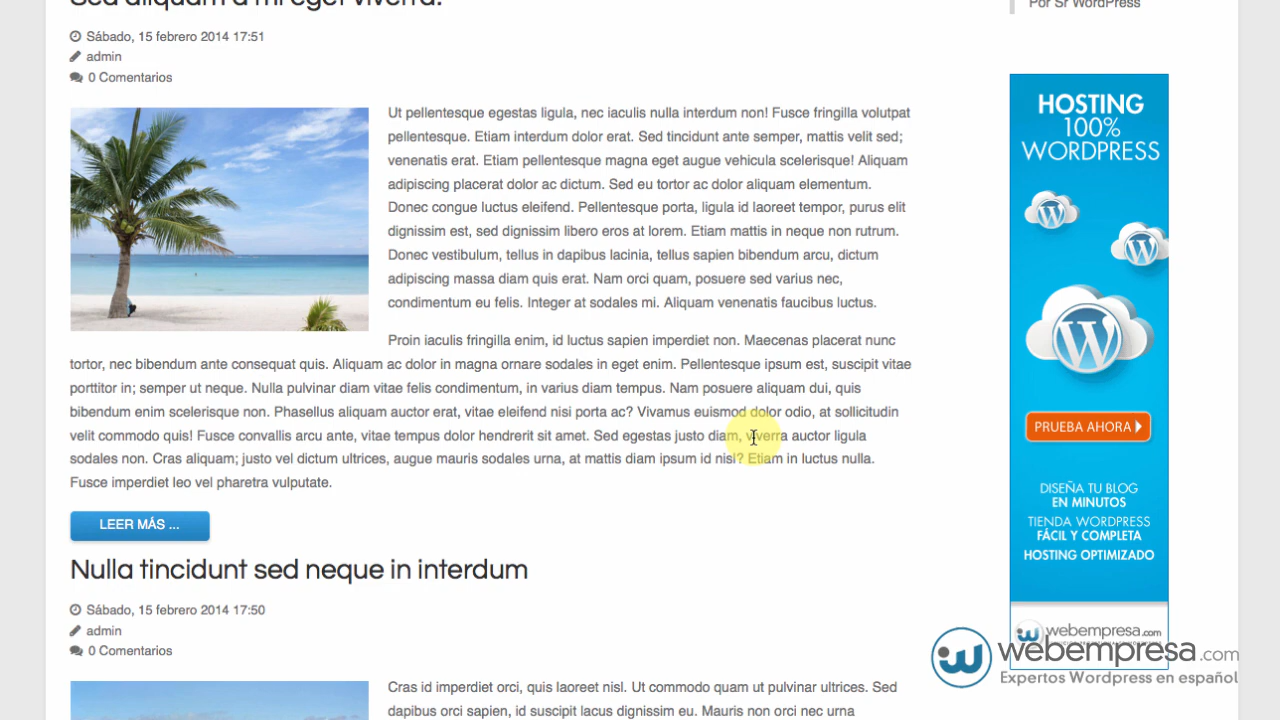 Sed aliquam a mi eget viverra!
Sábado, 15 febrero 2014 17:51
admin
0 Comentarios
Ut pellentesque egestas ligula, nec iaculis nulla interdum non! Fusce fringilla volutpat
pellentesque. Etiam interdum dolor erat. Sed tincidunt ante semper, mattis velit sed;
venenatis erat. Etiam pellentesque magna eget augue vehicula scelerisque! Aliquam
adipiscing placerat dolor ac dictum. Sed eu tortor ac dolor aliquam elementum.
Donec congue luctus eleifend. Pellentesque porta, ligula id laoreet tempor, purus elit
dignissim est, sed dignissim libero eros at lorem. Etiam mattis in neque non rutrum.
Donec vestibulum, tellus in dapibus lacinia, tellus sapien bibendum arcu, dictum
adipiscing massa diam quis erat. Nam orci quam, posuere sed varius nec,
condimentum eu felis. Integer at sodales mi. Aliquam venenatis faucibus luctus.
Proin iaculis fringilla enim, id luctus sapien imperdiet non. Maecenas placerat nunc
tortor, nec bibendum ante consequat quis. Aliquam ac dolor in magna ornare sodales in eget enim. Pellentesque ipsum est, suscipit vitae
porttitor in; semper ut neque. Nulla pulvinar diam vitae felis condimentum, in varius diam tempus. Nam posuere aliquam dui, quis
bibendum enim scelerisque non. Phasellus aliquam auctor erat, vitae eleifend nisi porta ac? Vivamus euismod dolor odio, at sollicitudin
velit commodo quis! Fusce convallis arcu ante, vitae tempus dolor hendrerit sit amet. Sed egestas justo diam, viverra auctor ligula
sodales non. Cras aliquam; justo vel dictum ultrices, augue mauris sodales urna, at mattis diam ipsum id nisl? Etiam in luctus nulla.
Fusce imperdiet leo vel pharetra vulputate.
LEER MÁS ...
Nulla tincidunt sed neque in interdum
Sábado, 15 febrero 2014 17:50
admin
0 Comentarios
Cras id imperdiet orci, quis laoreet nisl. Ut commodo quam ut pulvinar ultrices. Sed
dapibus orci sapien, id suscipit lacus dignissim eu. Mauris non orci nec urna
Por Sr WordPress
HOSTING
100%
WORDPRESS
PRUEBA AHORA
DISEÑA TU BLOG
EN MINUTOS
TIENDA WORDPRESS
FÁCIL Y COMPLETA
HOSTING OPTIMIZADO
webempresa.com
webempresa.com
Expertos Wordpress en español